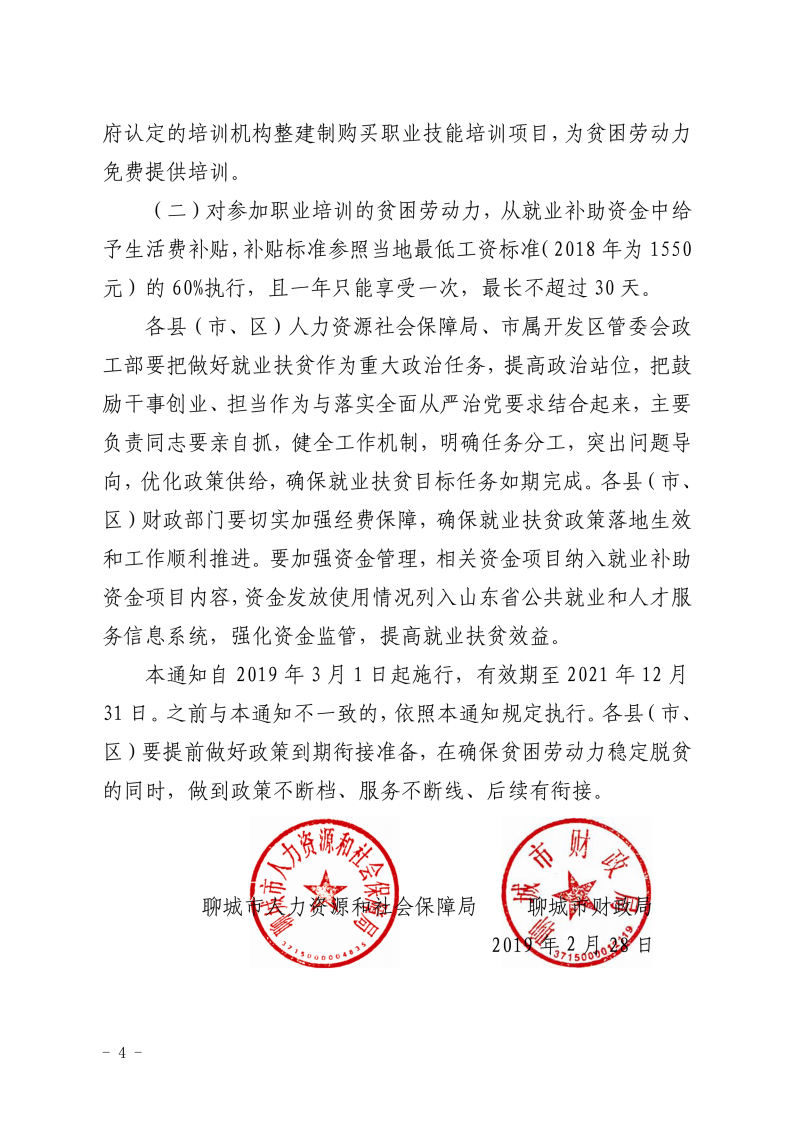 府认定的培训机构整建制购买职业技能培训项目，为贫困劳动力
免费提供培训。
（二）对参加职业培训的贫困劳动力，从就业补助资金中给
予生活费补贴，补贴标准参照当地最低工资标准（2018 年为 1550
元）的 60%执行，且一年只能享受一次，最长不超过 30 天。
各县（市、区）人力资源社会保障局、市属开发区管委会政
工部要把做好就业扶贫作为重大政治任务，提高政治站位，把鼓
励干事创业、担当作为与落实全面从严治党要求结合起来，主要
负责同志要亲自抓，健全工作机制，明确任务分工，突出问题导
向，优化政策供给，确保就业扶贫目标任务如期完成。各县（市、
区）财政部门要切实加强经费保障，确保就业扶贫政策落地生效
和工作顺利推进。要加强资金管理，相关资金项目纳入就业补助
资金项目内容，资金发放使用情况列入山东省公共就业和人才服
务信息系统，强化资金监管，提高就业扶贫效益。
本通知自 2019 年 3 月 1 日起施行，有效期至 2021 年 12 月
31 日。之前与本通知不一致的，依照本通知规定执行。各县（市、
区）要提前做好政策到期衔接准备，在确保贫困劳动力稳定脱贫
的同时，做到政策不断档、服务不断线、后续有衔接。
聊城市人力资源和社会保障局
3715000004835
聊城市财政局
聊城市人力资源和社会保障局 聊城市财政局
2019 年 2 月 28 日
- 4 -